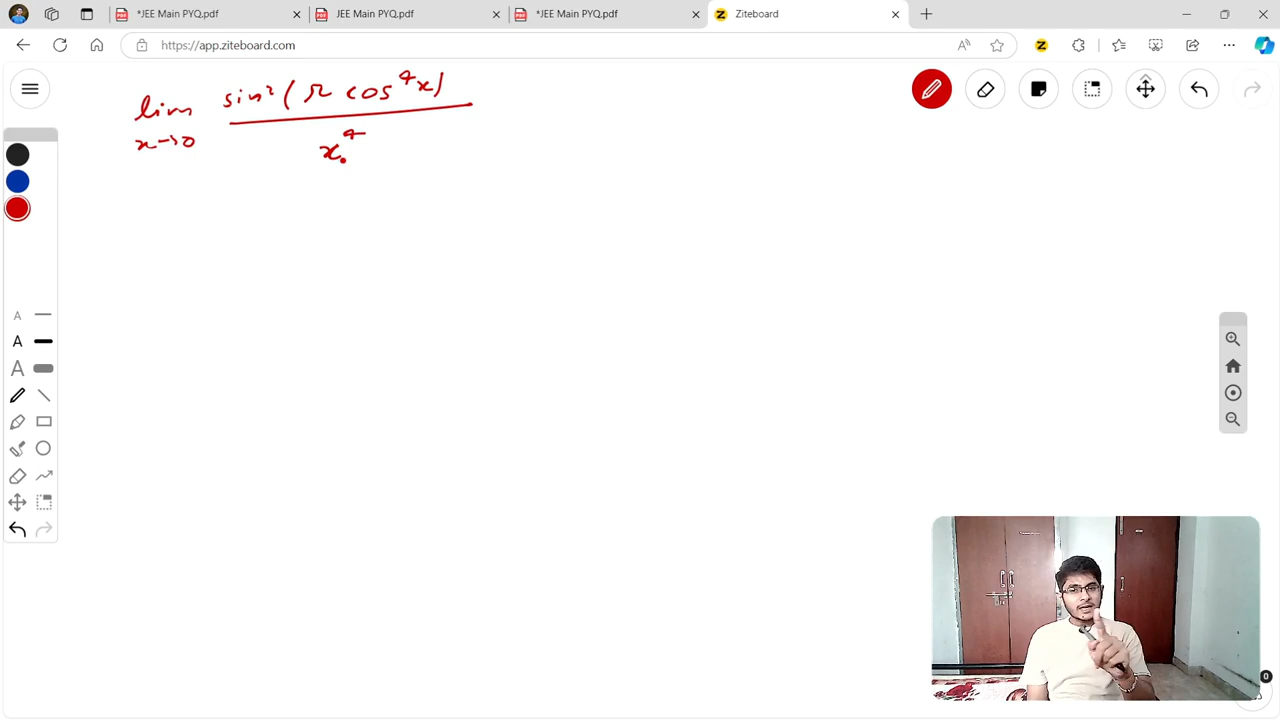 *JEE Main PYQ.pdf
JEE Main PYQ.pdf
*JEE Main PYQ.pdf
Ziteboard
https://app.ziteboard.com
lim x→0 sin²(π cos⁴x)
x⁴
A
A
A
0